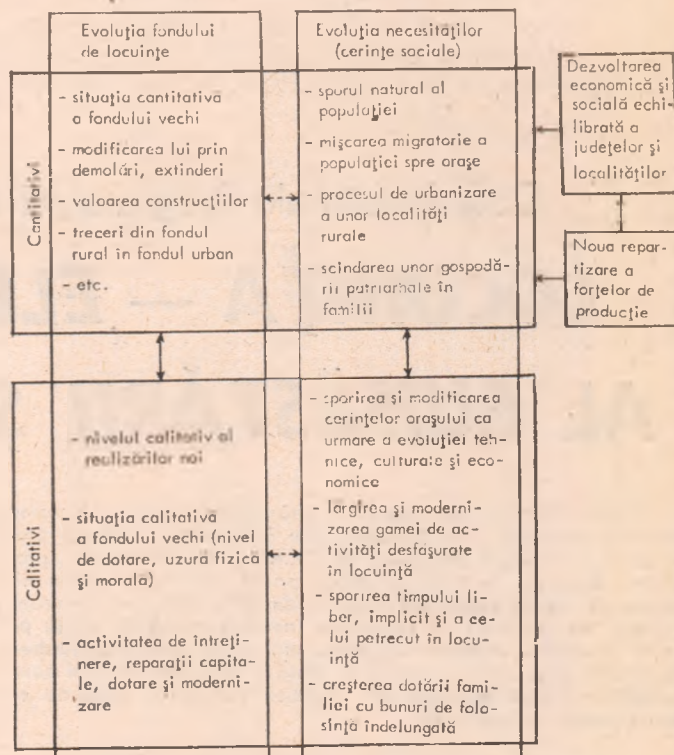 Evoluţia fondului
de locuinţe
Evoluţia necesităţilor
(cerinţe sociale)
Cantitativi
- situaţia cantitativă
a fondului vechi
- modificarea lui prin
demolări, extinderi
- valoarea construcţiilor
- treceri din fondul
rural în fondul urban
- etc.
- sporul natural al
populaţiei
- mişcarea migratorie a
populaţiei spre oraşe
- procesul de urbanizare
a unor localităţi
rurale
- scindarea unor gospodă-
rii patriarhale în
familii
Dezvoltarea
economică şi
socială echi-
librată a
judeţelor şi
localităţilor
Noua repar-
tizare a
forţelor de
producţie
Calitativi
- nivelul calitativ al
realizărilor noi
- situaţia calitativă
a fondului vechi (nivel
de dotare, uzură fizică
şi morală)
- activitatea de întreţi-
nere, reparaţii capita-
le, dotare şi moderni-
zare
- sporirea şi modificarea
cerinţelor oraşului ca
urmare a evoluţiei teh-
nice, culturale şi eco-
nomice
- lărgirea şi moderni-
zarea gamei de ac-
tivităţi desfăşurate
în locuinţă
- sporirea timpului li-
ber, implicit şi a ce-
lui petrecut în locu-
inţă
- creşterea dotării fami-
liei cu bunuri de folo-
sinţă îndelungată